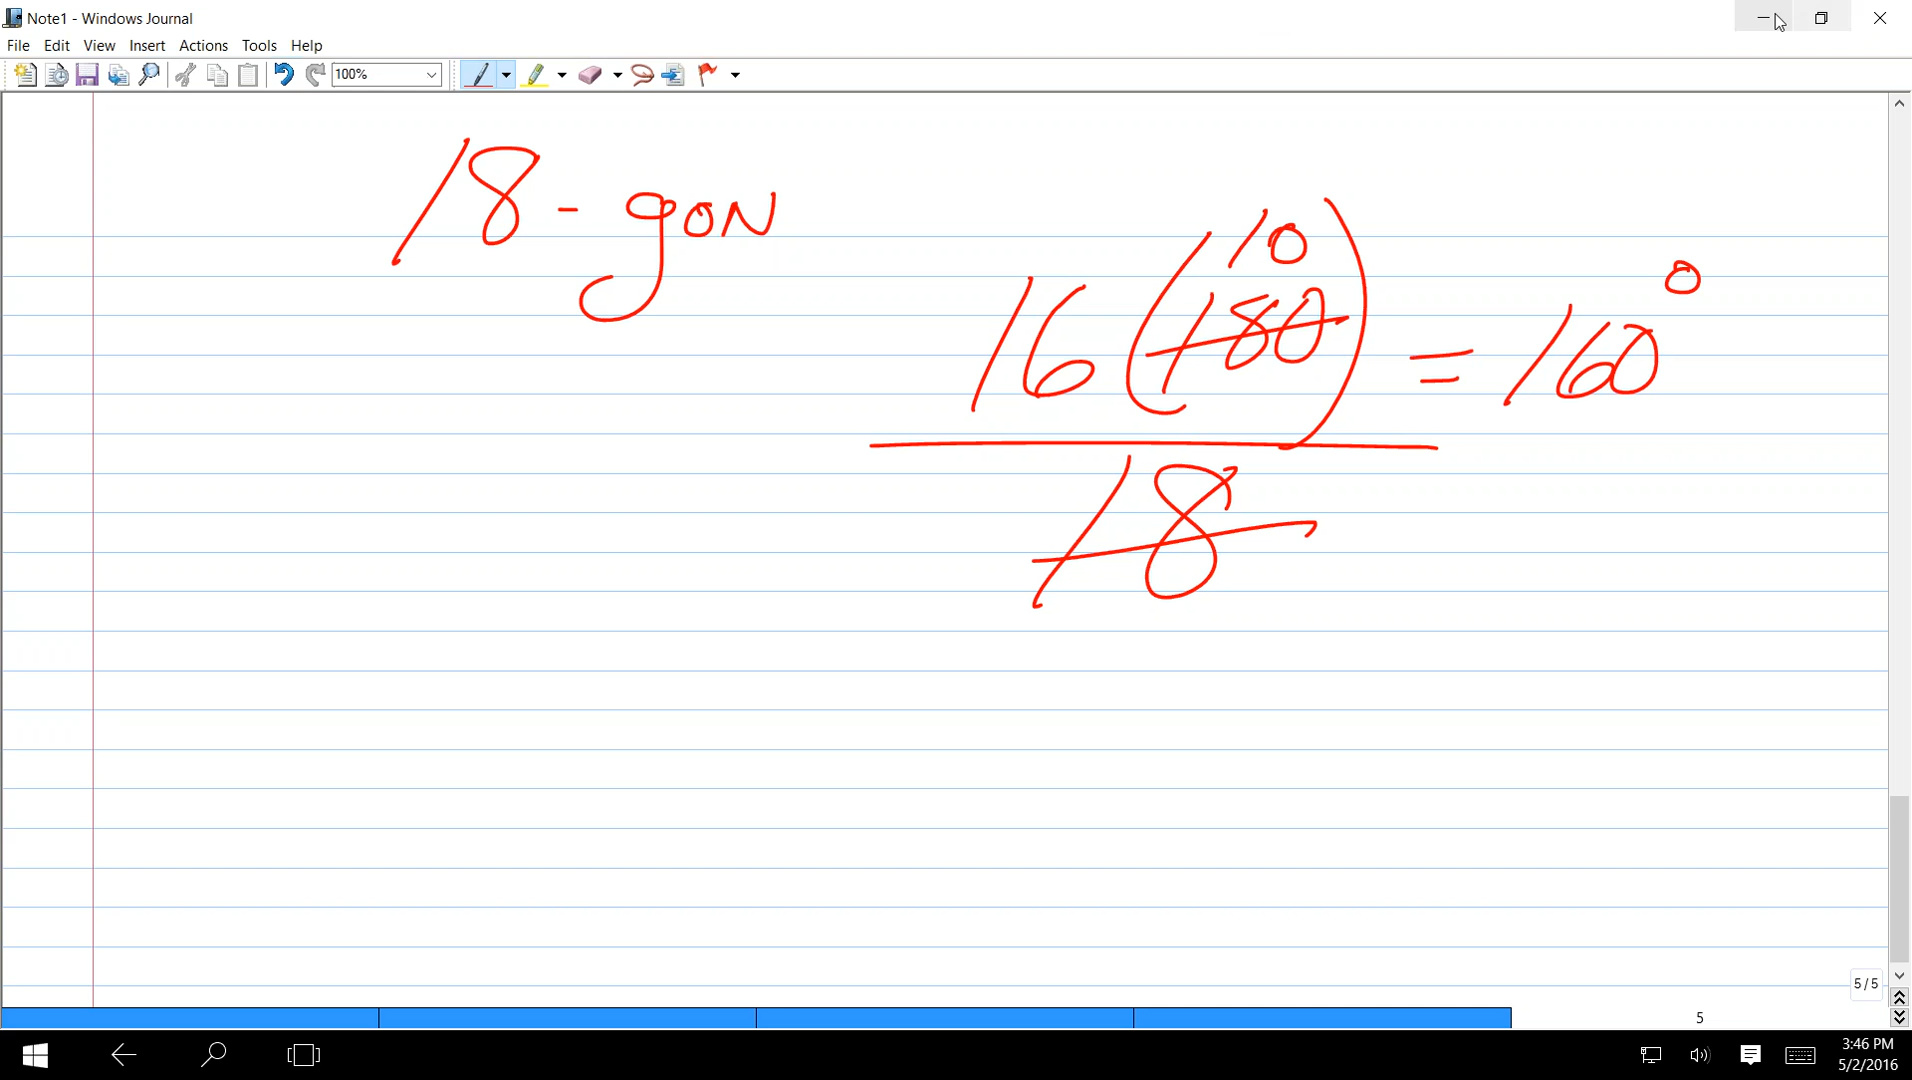 Note1 - Windows Journal
File Edit View Insert Actions Tools Help
100%
18-gon
10
16(180) = 160°
18
5 / 5
5
3:46 PM
5/2/2016